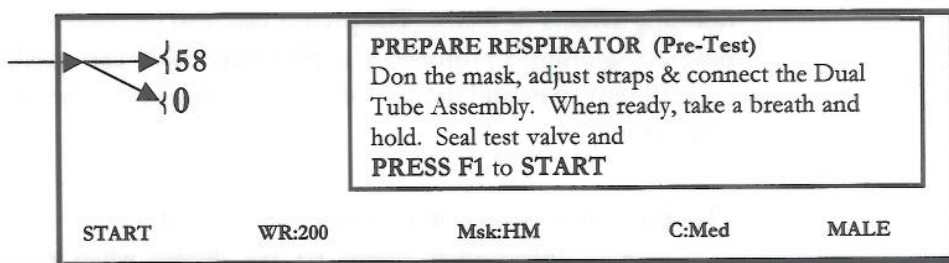 {58
{0
PREPARE RESPIRATOR (Pre-Test)
Don the mask, adjust straps & connect the Dual
Tube Assembly. When ready, take a breath and
hold. Seal test valve and
PRESS F1 to START
START WR:200 Msk:HM C:Med MALE